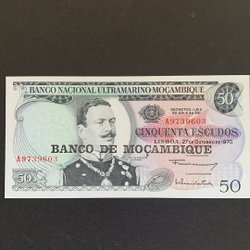 BANCO NACIONAL ULTRAMARINO MOÇAMBIQUE
50
A9739603
CINQUENTA ESCUDOS
LISBOA, 27 DE OUTUBRO DE 1970
A9739603
BANCO DE MOÇAMBIQUE
50
50